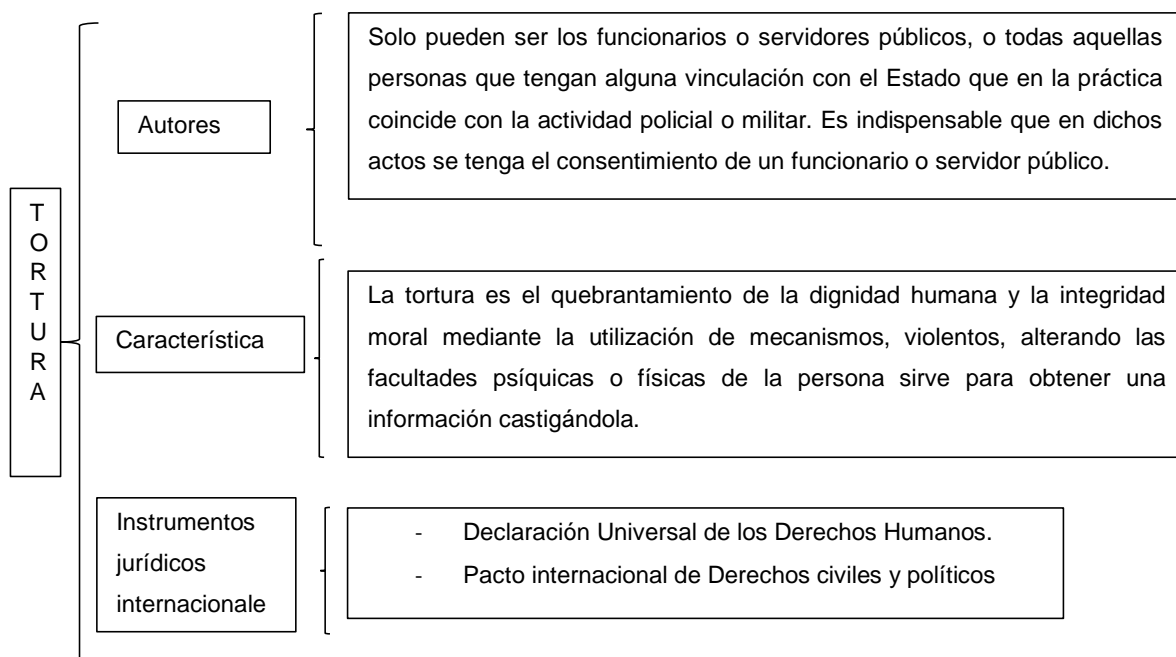 TORTURA
Autores
Solo pueden ser los funcionarios o servidores públicos, o todas aquellas
personas que tengan alguna vinculación con el Estado que en la práctica
coincide con la actividad policial o militar. Es indispensable que en dichos
actos se tenga el consentimiento de un funcionario o servidor público.
Característica
La tortura es el quebrantamiento de la dignidad humana y la integridad
moral mediante la utilización de mecanismos, violentos, alterando las
facultades psíquicas o físicas de la persona sirve para obtener una
información castigándola.
Instrumentos
jurídicos
internacionale
- Declaración Universal de los Derechos Humanos.
- Pacto internacional de Derechos civiles y políticos